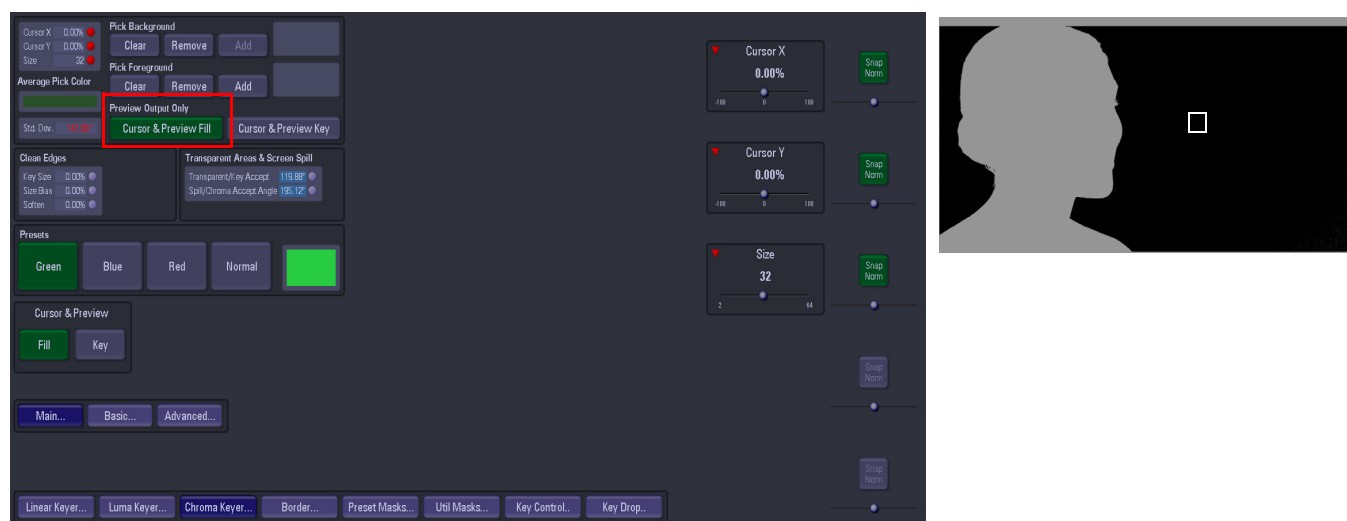 Cursor X 0.00%
Cursor Y 0.00%
Size 32
Average Pick Color
Std. Dev.
Pick Background
Clear Remove Add
Pick Foreground
Clear Remove Add
Preview Output Only
Cursor & Preview Fill Cursor & Preview Key
Clean Edges
Key Size 0.00%
Size Bias 0.00%
Soften 0.00%
Transparent Areas & Screen Spill
Transparent/Key Accept 119.88°
Spill/Chroma Accept Angle 195.12°
Presets
Green Blue Red Normal
Cursor & Preview
Fill Key
Main... Basic... Advanced...
Linear Keyer... Luma Keyer... Chroma Keyer... Border... Preset Masks... Util Masks... Key Control.. Key Drop..
Cursor X
0.00%
-100 0 100
Snap
Norm
Cursor Y
0.00%
-100 0 100
Snap
Norm
Size
32
2 64
Snap
Norm
Snap
Norm
Snap
Norm